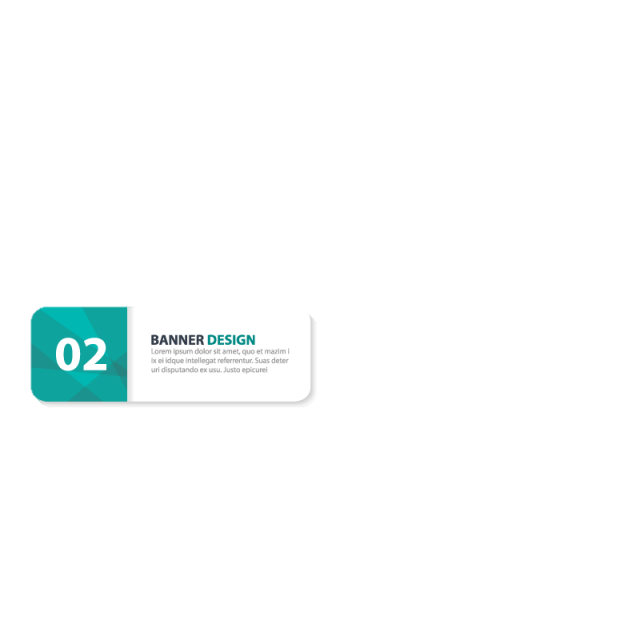 02
BANNER DESIGN
Lorem ipsum dolor sit amet, quo et mazim i
ix ei idque intellegat referrentur. Suas deter
uri disputando ex usu. Justo epicurei